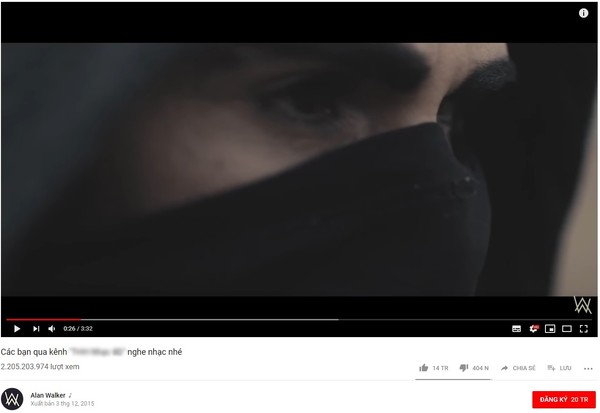 0:26 / 3:32
Các bạn qua kênh " " nghe nhạc nhé
2.205.203.974 lượt xem
14 TR
404 N
CHIA SẺ
LƯU
Alan Walker ♪
Xuất bản 3 thg 12, 2015
ĐĂNG KÝ 20 TR